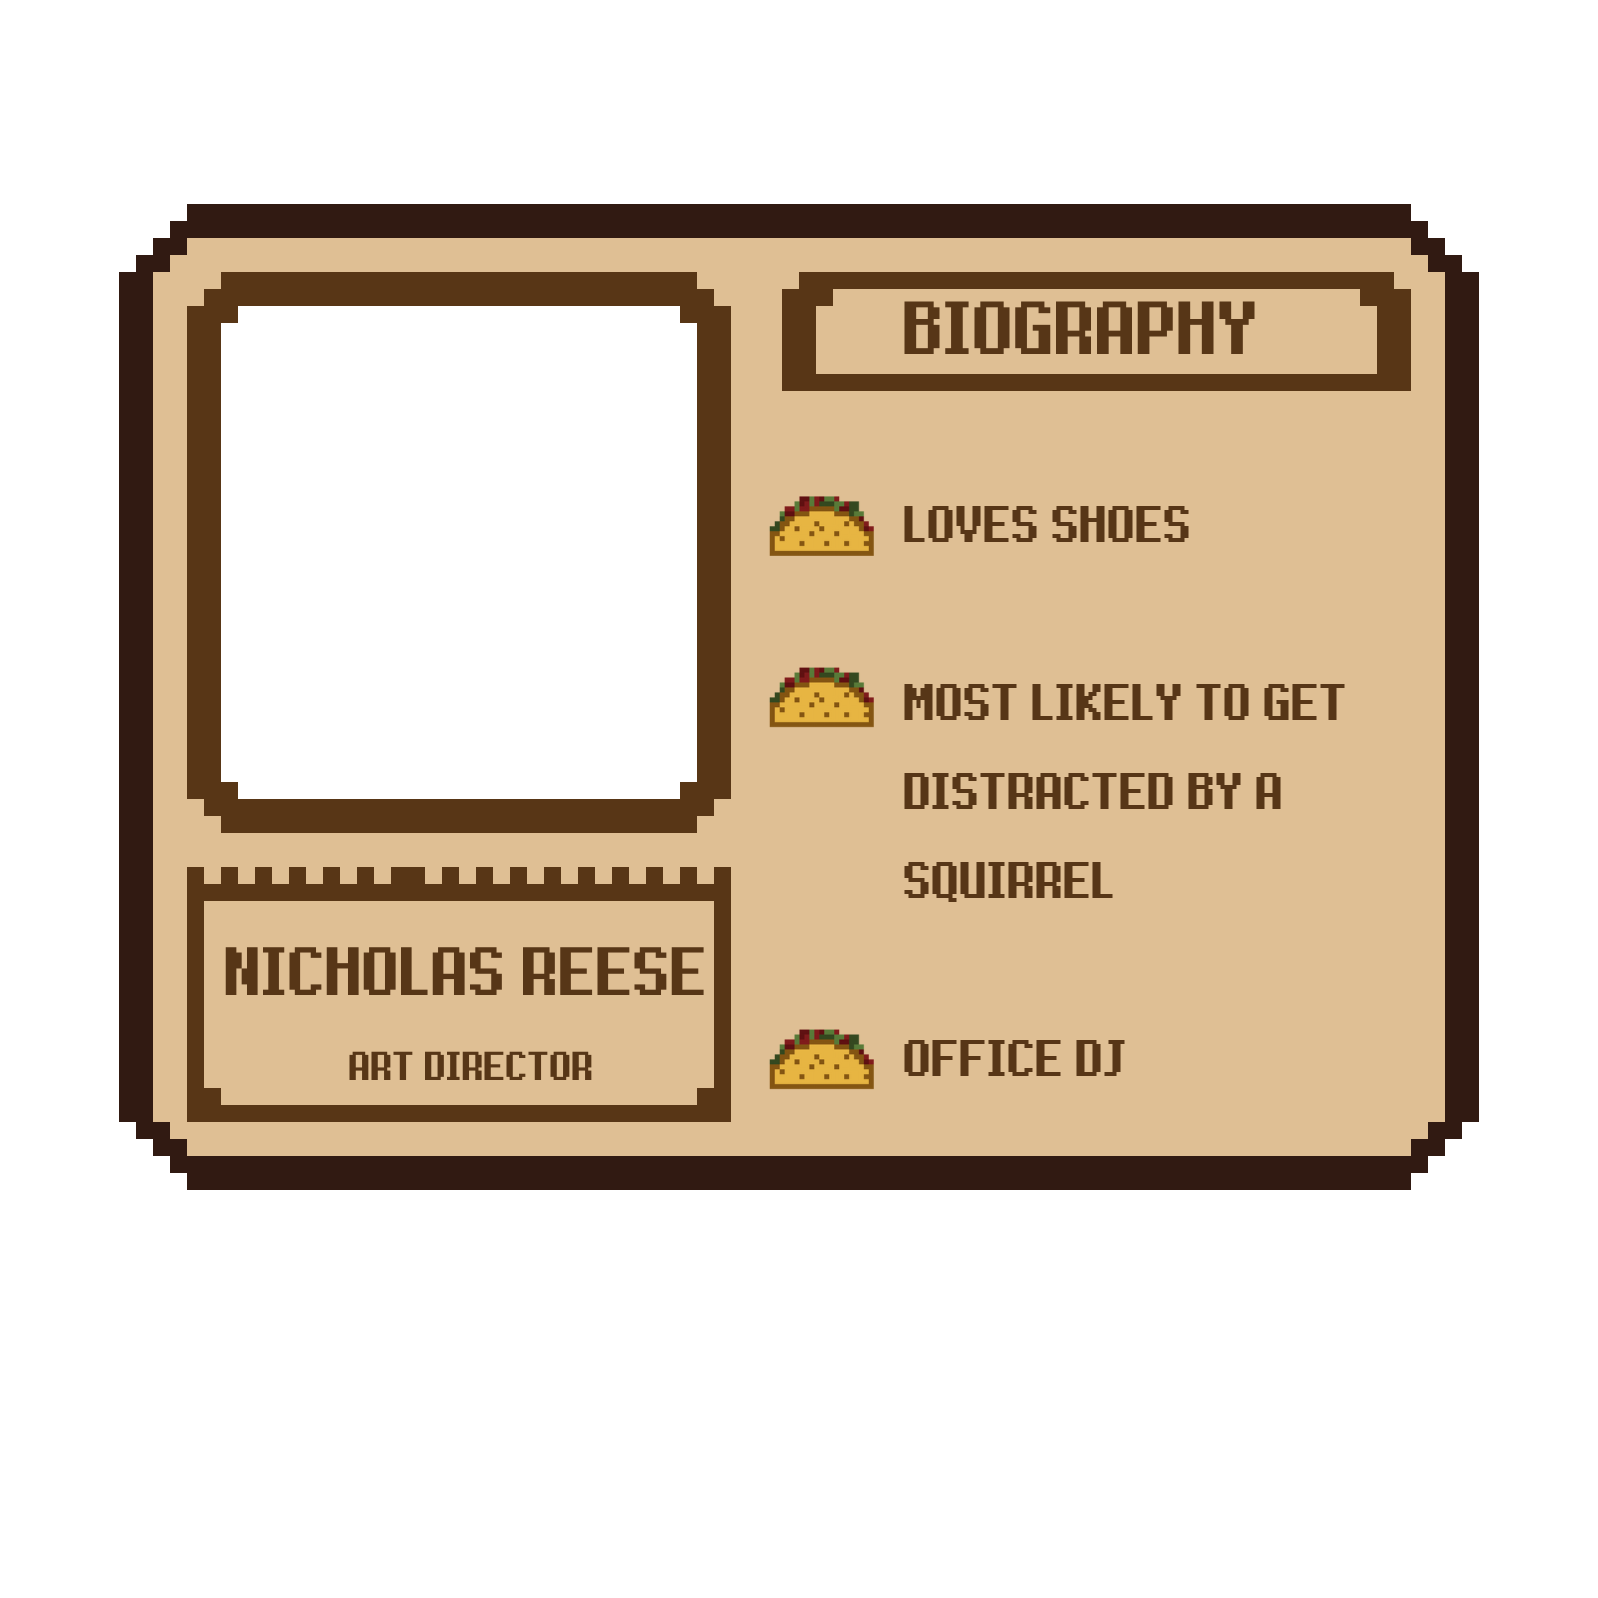 BIOGRAPHY
LOVES SHOES
MOST LIKELY TO GET
DISTRACTED BY A
SQUIRREL
OFFICE DJ
NICHOLAS REESE
ART DIRECTOR